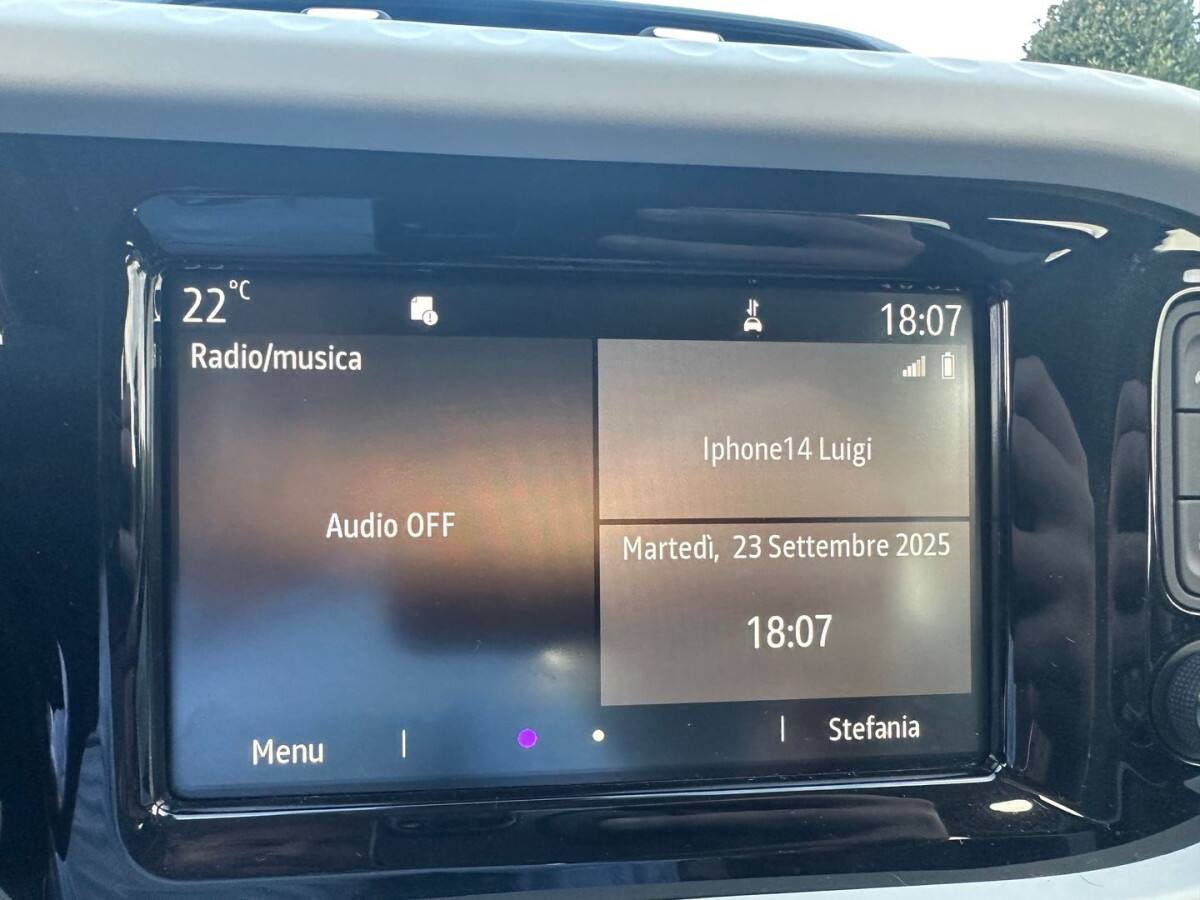 22°C 18:07
Radio/musica
Iphone14 Luigi
Audio OFF
Martedì, 23 Settembre 2025
18:07
Menu
Stefania